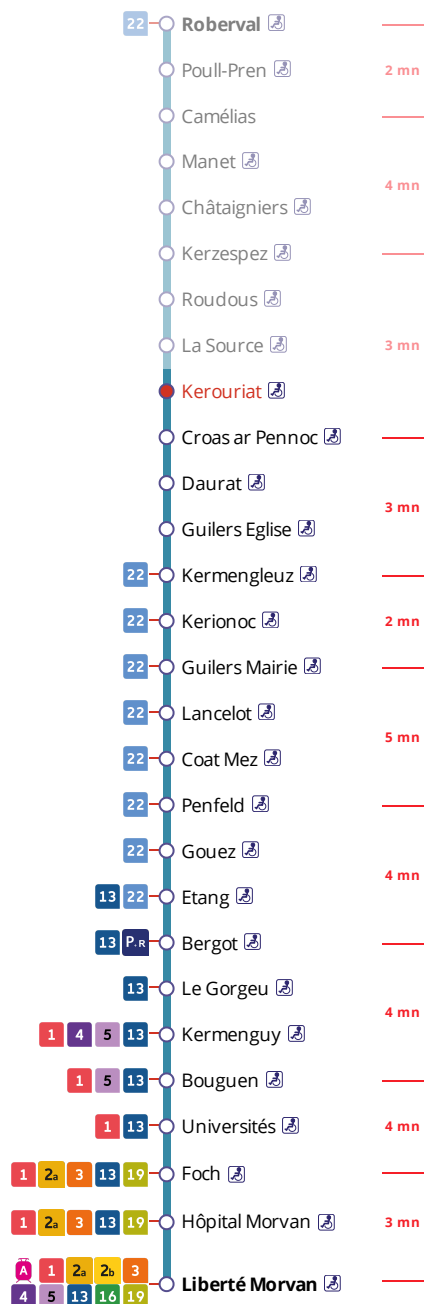 22 Roberval
Poull-Pren 2 mn
Camélias
Manet
4 mn
Châtaigniers
Kerzespez
Roudous
La Source 3 mn
Kerouriat
Croas ar Pennoc
Daurat
3 mn
Guilers Eglise
22 Kermengleuz
22 Kerionoc 2 mn
22 Guilers Mairie
22 Lancelot
5 mn
22 Coat Mez
22 Penfeld
22 Gouez
4 mn
13 22 Etang
13 P+R Bergot
13 Le Gorgeu
4 mn
1 4 5 13 Kermenguy
1 5 13 Bouguen
1 13 Universités 4 mn
1 2a 3 13 19 Foch
1 2a 3 13 19 Hôpital Morvan 3 mn
A 1 2a 2b 3
4 5 13 16 19 Liberté Morvan